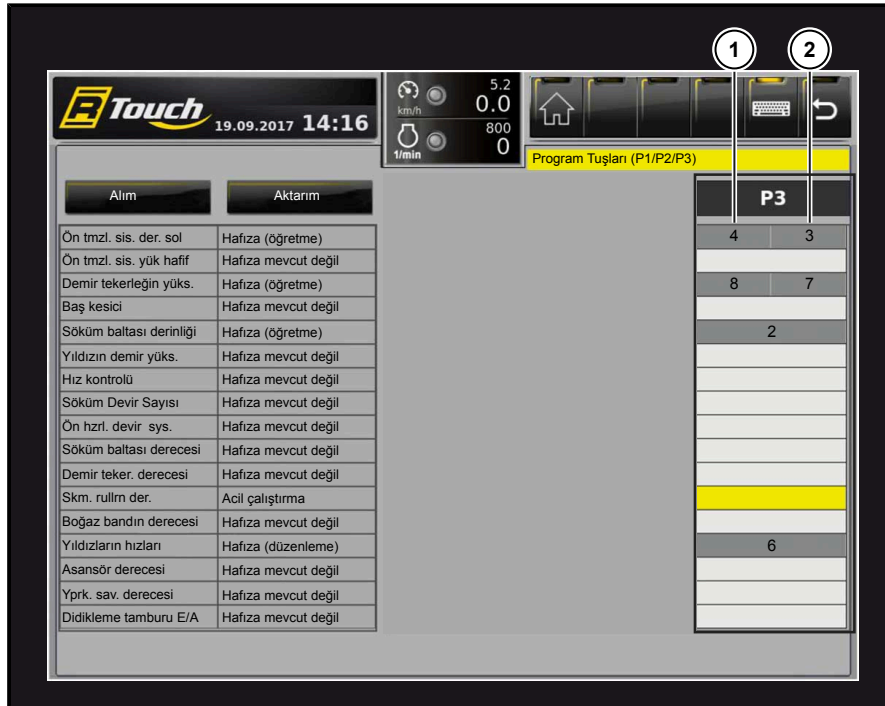 1 2
R Touch 19.09.2017 14:16
km/h 5.2
0.0
1/min 800
0
Program Tuşları (P1/P2/P3)
Alım Aktarım P3
Ön tmzl. sis. der. sol Hafıza (öğretme) 4 3
Ön tmzl. sis. yük hafif Hafıza mevcut değil
Demir tekerleğin yüks. Hafıza (öğretme) 8 7
Baş kesici Hafıza mevcut değil
Söküm baltası derinliği Hafıza (öğretme) 2
Yıldızın demir yüks. Hafıza mevcut değil
Hız kontrolü Hafıza mevcut değil
Söküm Devir Sayısı Hafıza mevcut değil
Ön hzrl. devir sys. Hafıza mevcut değil
Söküm baltası derecesi Hafıza mevcut değil
Demir teker. derecesi Hafıza mevcut değil
Skm. rullrn der. Acil çalıştırma
Boğaz bandın derecesi Hafıza mevcut değil
Yıldızların hızları Hafıza (düzenleme) 6
Asansör derecesi Hafıza mevcut değil
Yprk. sav. derecesi Hafıza mevcut değil
Didikleme tamburu E/A Hafıza mevcut değil